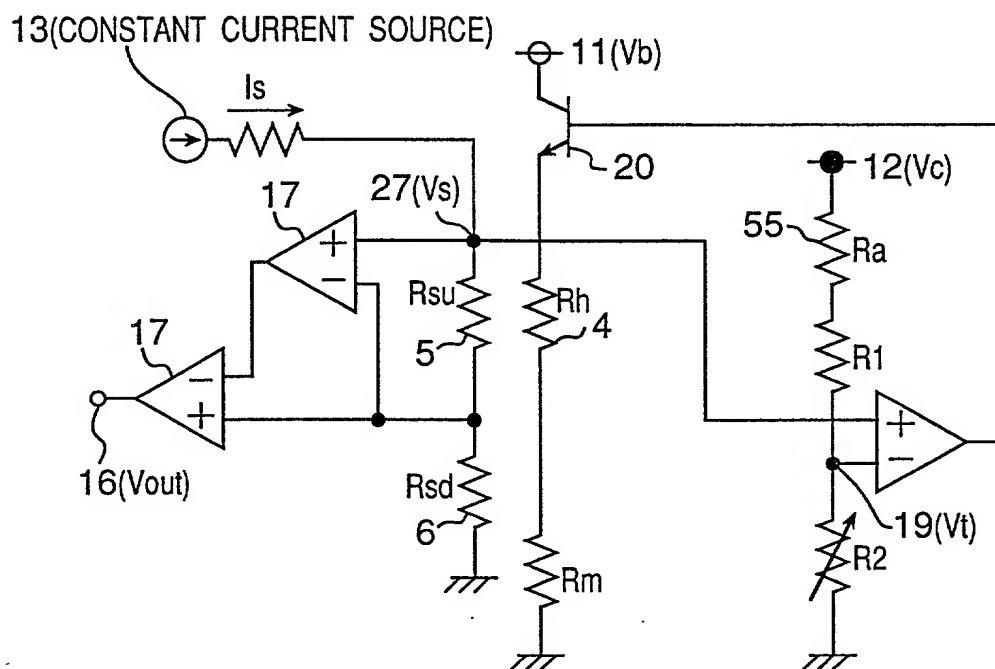 13(CONSTANT CURRENT SOURCE)
Is
11(Vb)
20
12(Vc)
27(Vs)
17
55
Ra
Rsu
5
Rh
4
17
R1
+
−
−
+
+
−
16(Vout)
Rsd
6
19(Vt)
Rm
R2